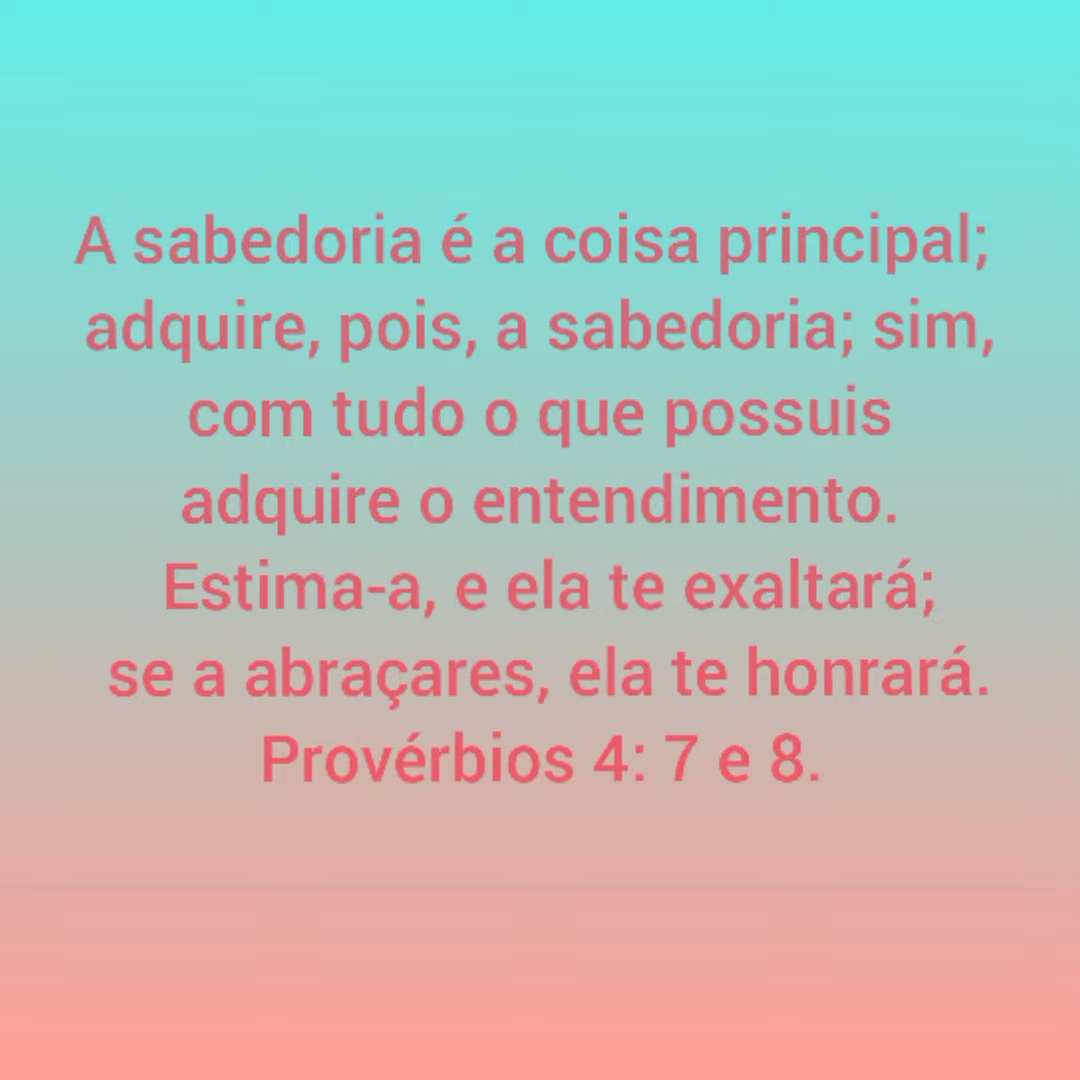 A sabedoria é a coisa principal;
adquire, pois, a sabedoria; sim,
com tudo o que possuis
adquire o entendimento.
Estima-a, e ela te exaltará;
se a abraçares, ela te honrará.
Provérbios 4: 7 e 8.